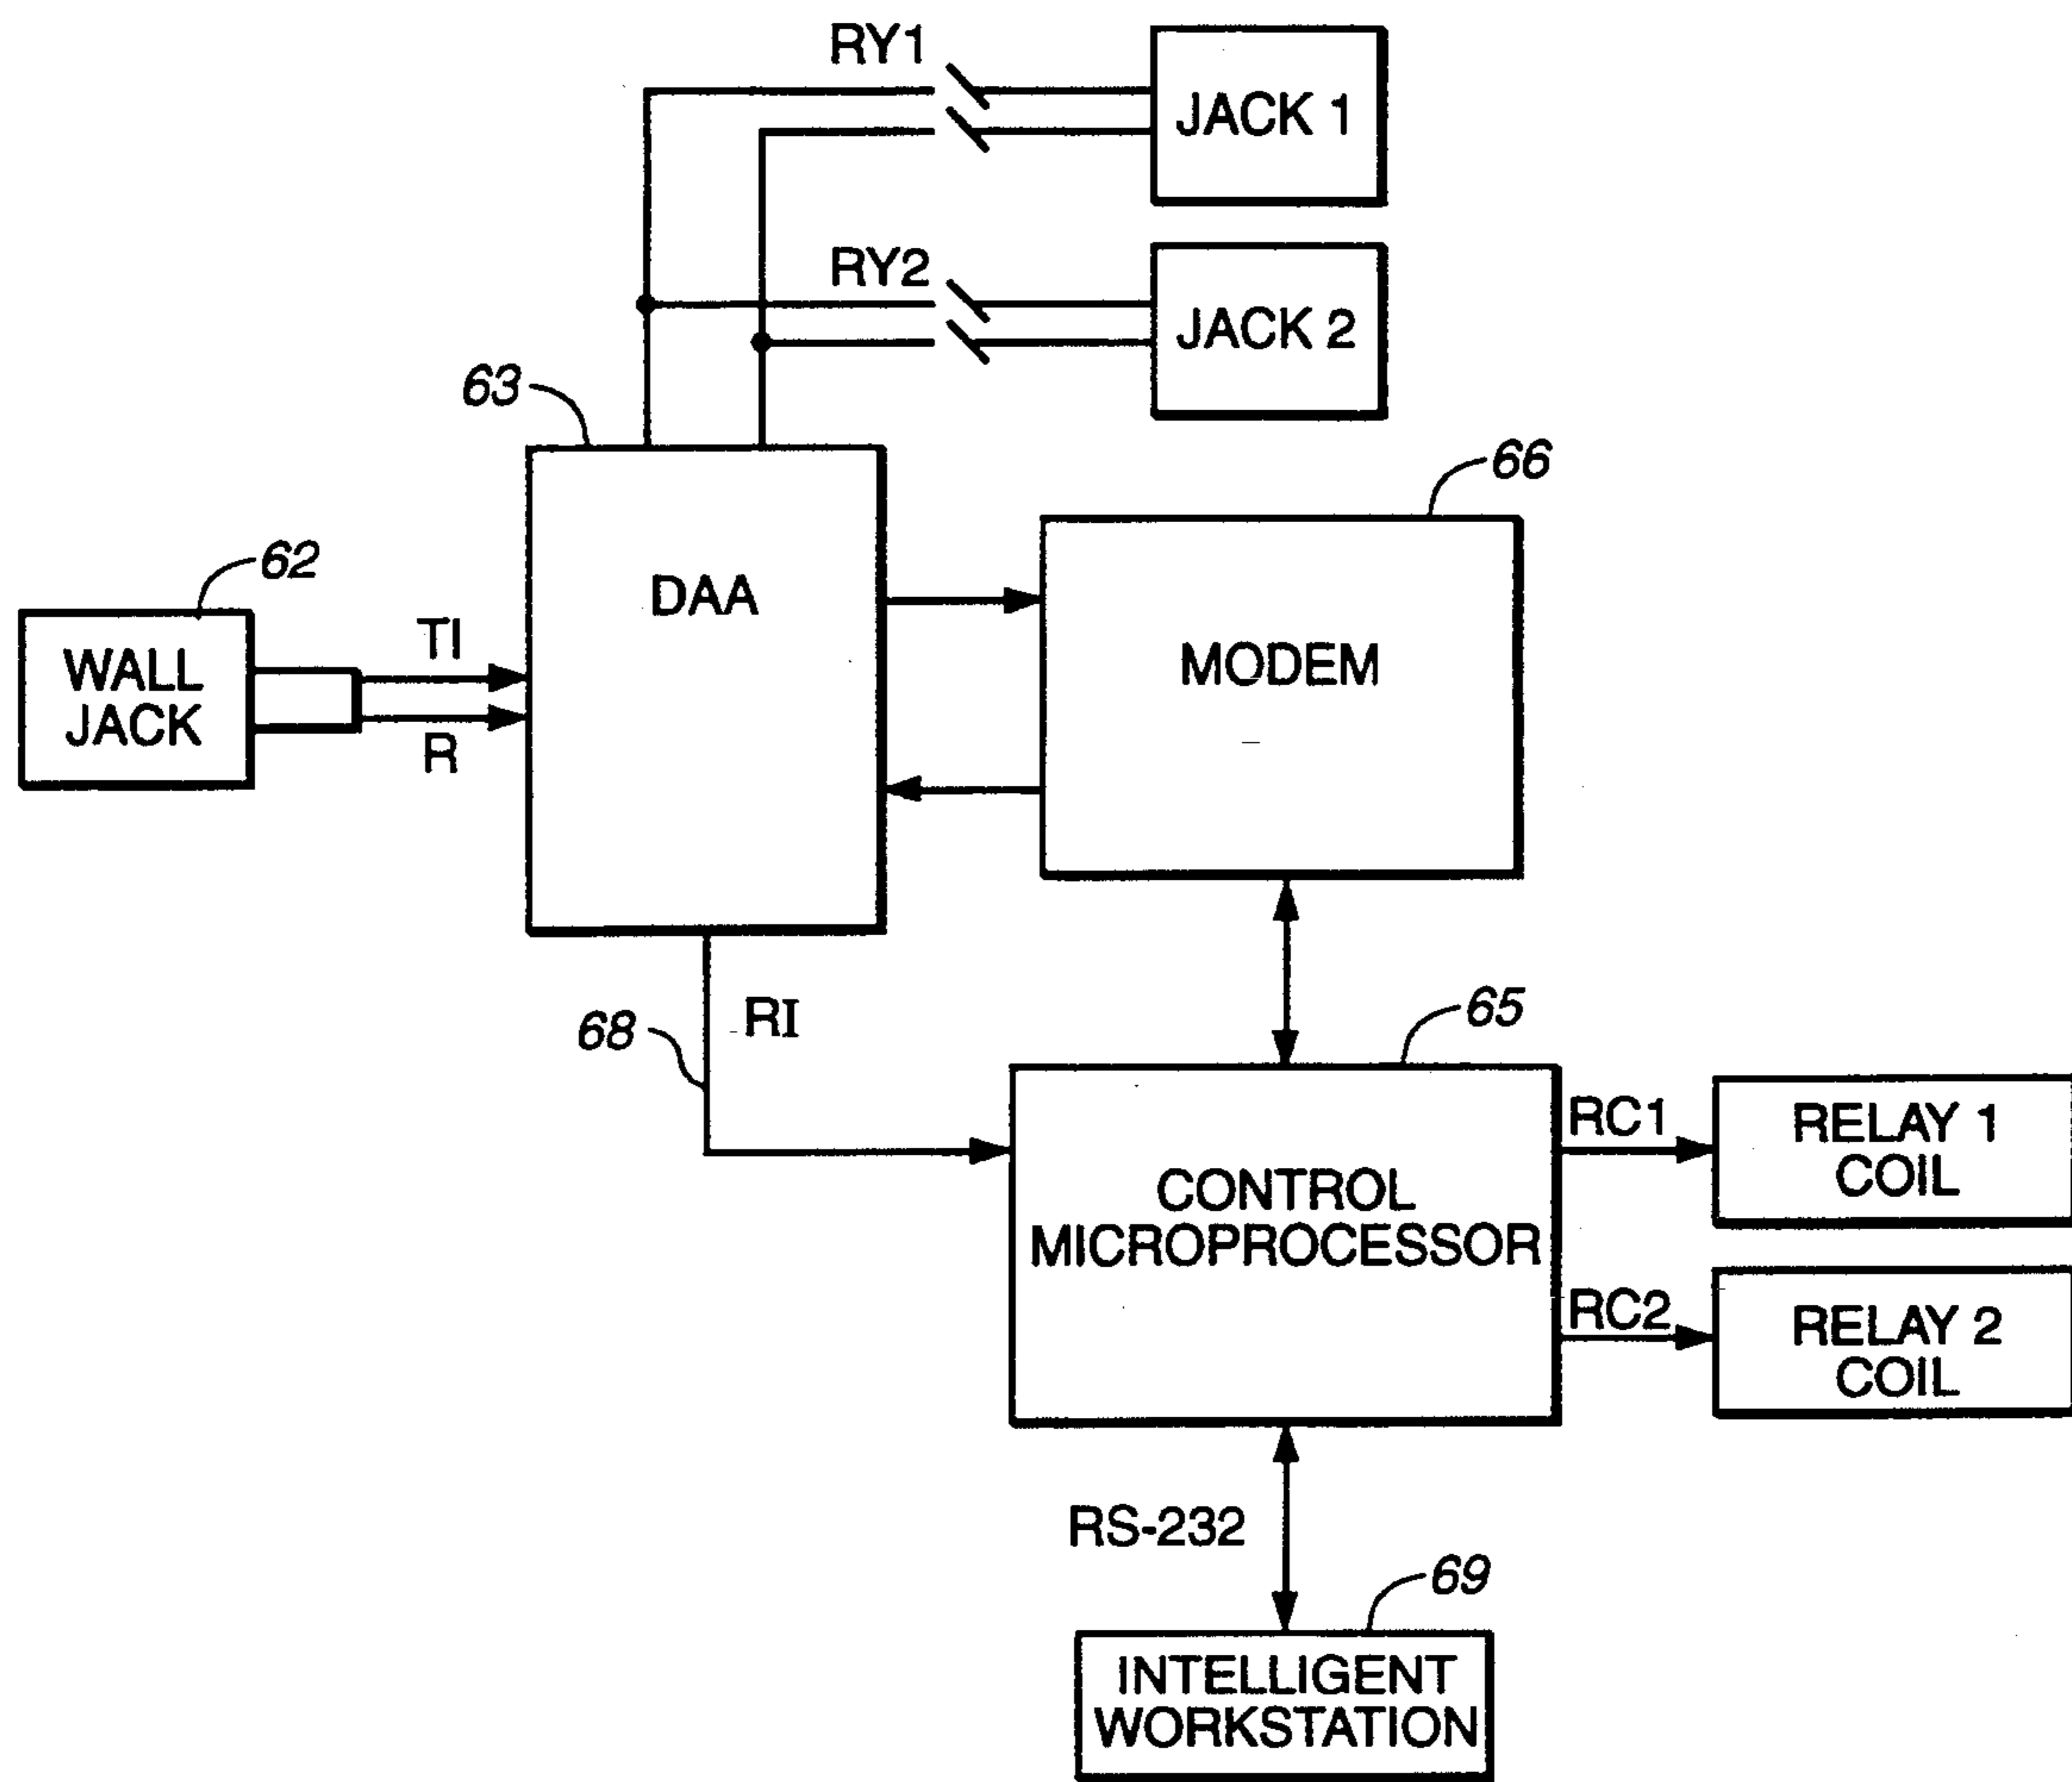 RY1
JACK 1
RY2
JACK 2
63
66
62
DAA
TI
WALL
JACK
MODEM
R
65
68
RI
RC1
RELAY 1
COIL
CONTROL
MICROPROCESSOR
RC2
RELAY 2
COIL
RS-232
69
INTELLIGENT
WORKSTATION